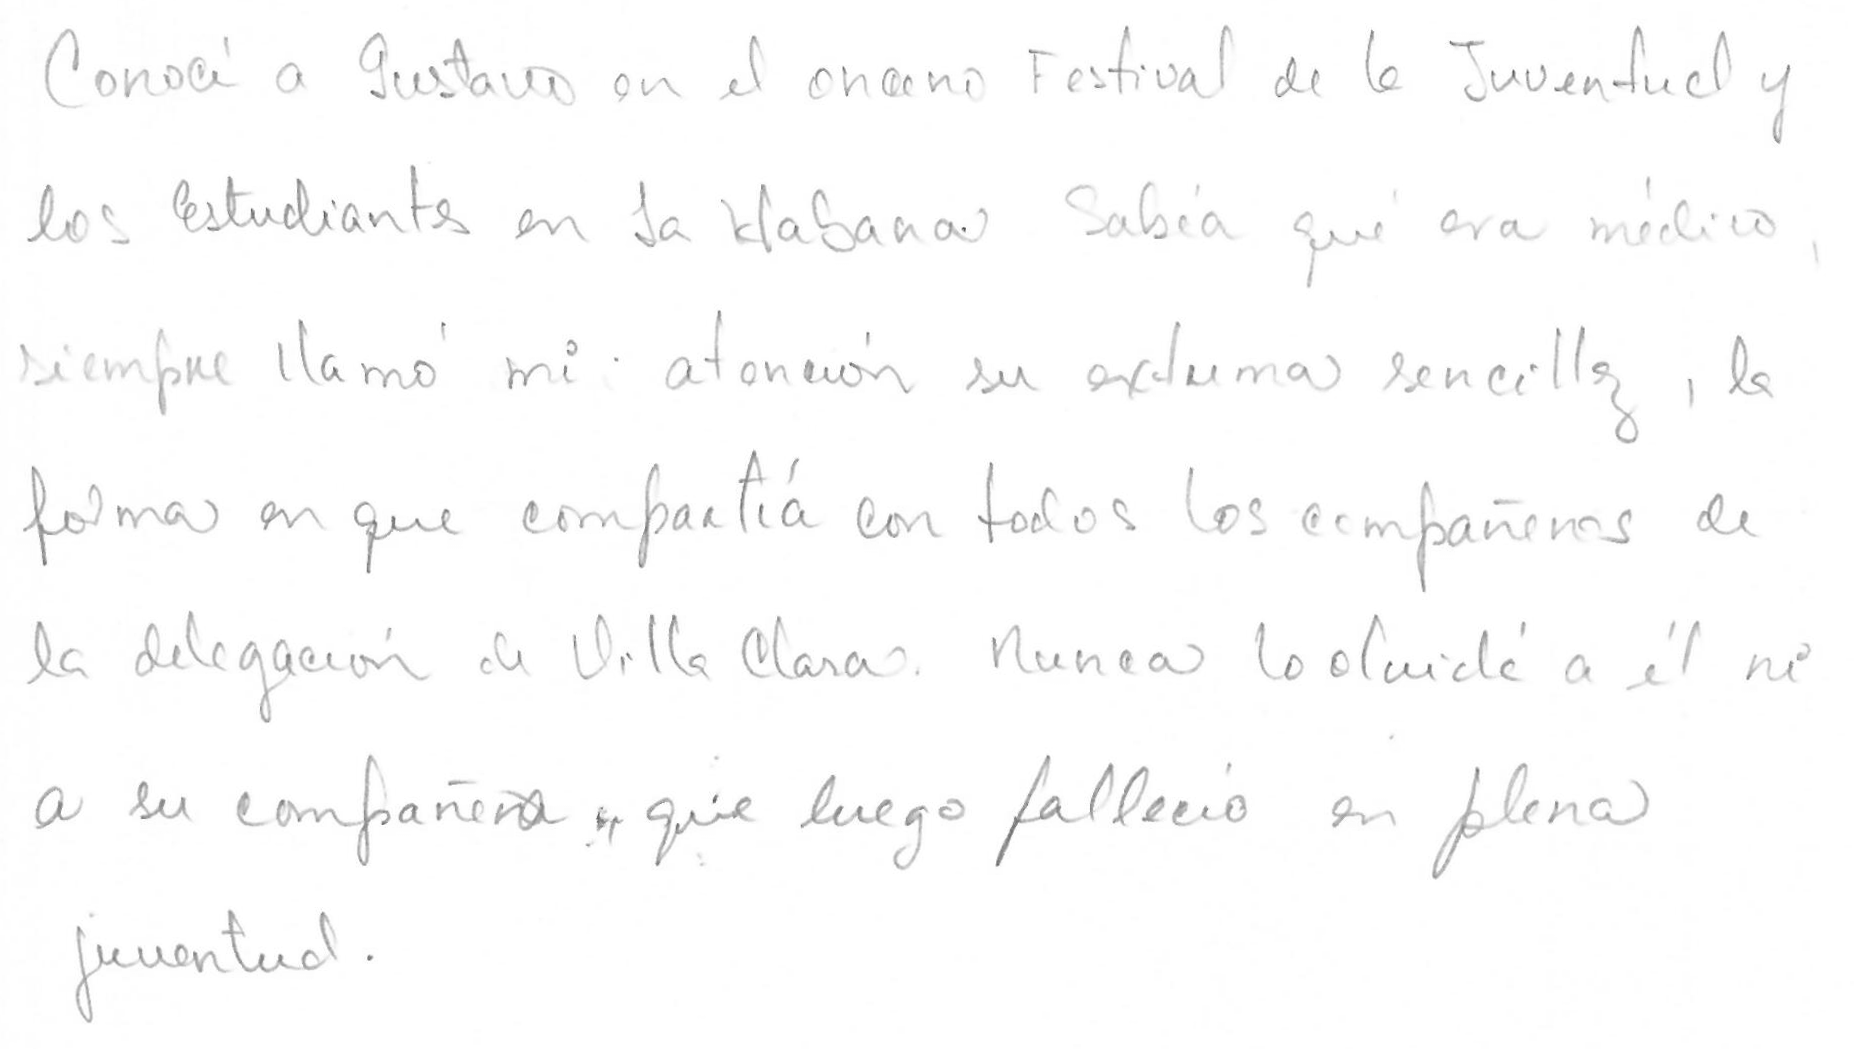 Conocí a Gustavo en el onceno Festival de la Juventud y
los Estudiantes en La Habana. Sabía que era médico,
siempre llamó mi atención su extrema sencillez, la
forma en que compartía con todos los compañeros de
la delegación de Villa Clara. Nunca lo olvidé a él ni
a su compañera, que luego falleció en plena
juventud.